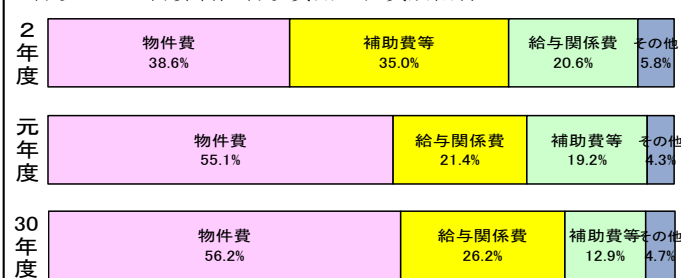 2年度
物件費 補助費等 給与関係費 その他
38.6% 35.0% 20.6% 5.8%
元年度
物件費 給与関係費 補助費等 その他
55.1% 21.4% 19.2% 4.3%
30年度
物件費 給与関係費 補助費等 その他
56.2% 26.2% 12.9% 4.7%